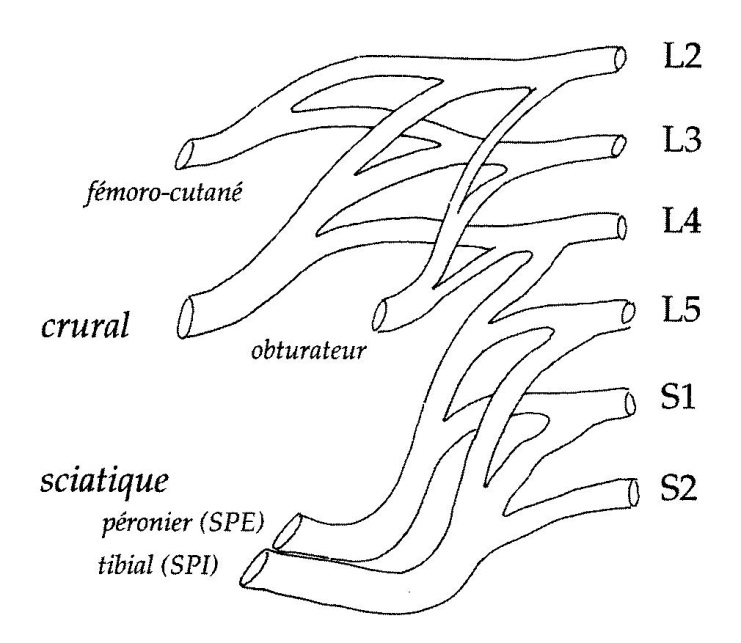 L2
L3
fémoro-cutané
L4
L5
crural
obturateur
S1
sciatique
S2
péronier (SPE)
tibial (SPI)